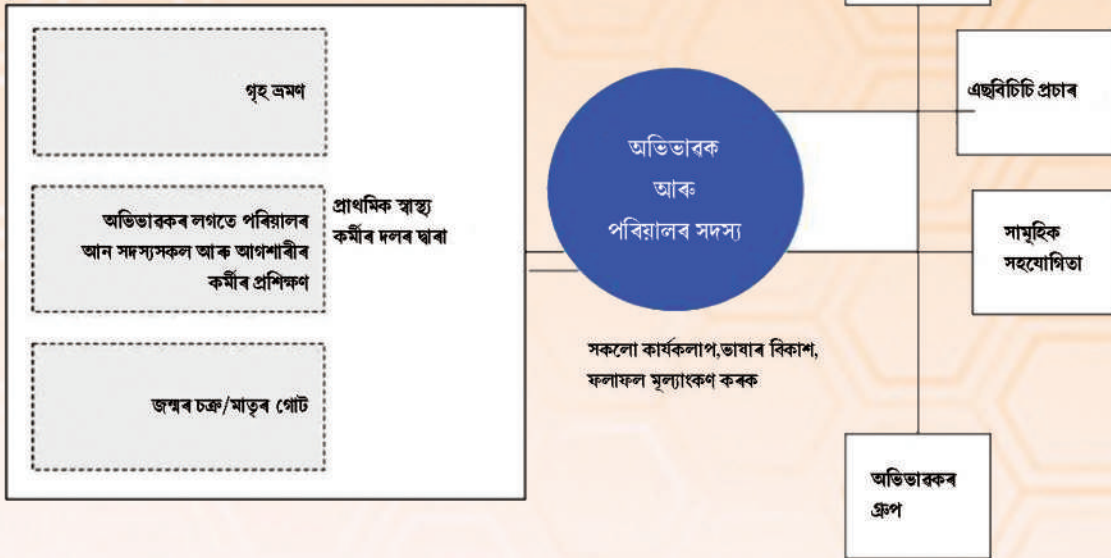 গৃহ ভ্ৰমণ
অভিভাৱকৰ লগতে পৰিয়ালৰ
আন সদস্যসকল আৰু আগশাৰীৰ
কৰ্মীৰ প্ৰশিক্ষণ
জন্মৰ চক্ৰ/মাতৃৰ গোট
প্ৰাথমিক স্বাস্থ্য
কৰ্মীৰ দলৰ দ্বাৰা
অভিভাৱক
আৰু
পৰিয়ালৰ সদস্য
সকলো কাৰ্যকলাপ,ভাষাৰ বিকাশ,
ফলাফল মূল্যাংকণ কৰক
এছবিচিচি প্ৰচাৰ
সামূহিক
সহযোগিতা
অভিভাৱকৰ
গ্ৰুপ